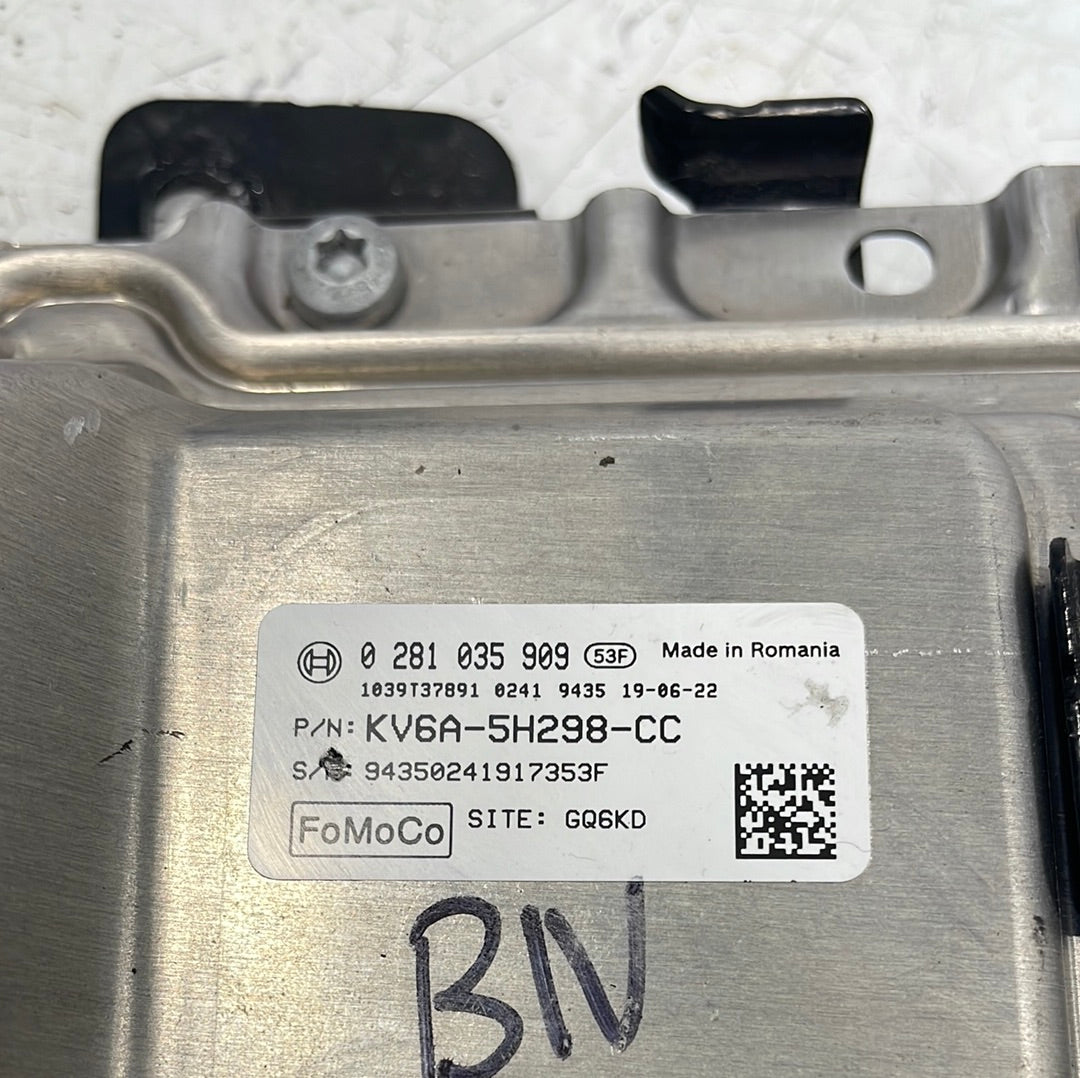 0 281 035 909 53F Made in Romania
1039T37891 0241 9435 19-06-22
P/N: KV6A-5H298-CC
94350241917353F
FoMoCo SITE: GQ6KD
BIV